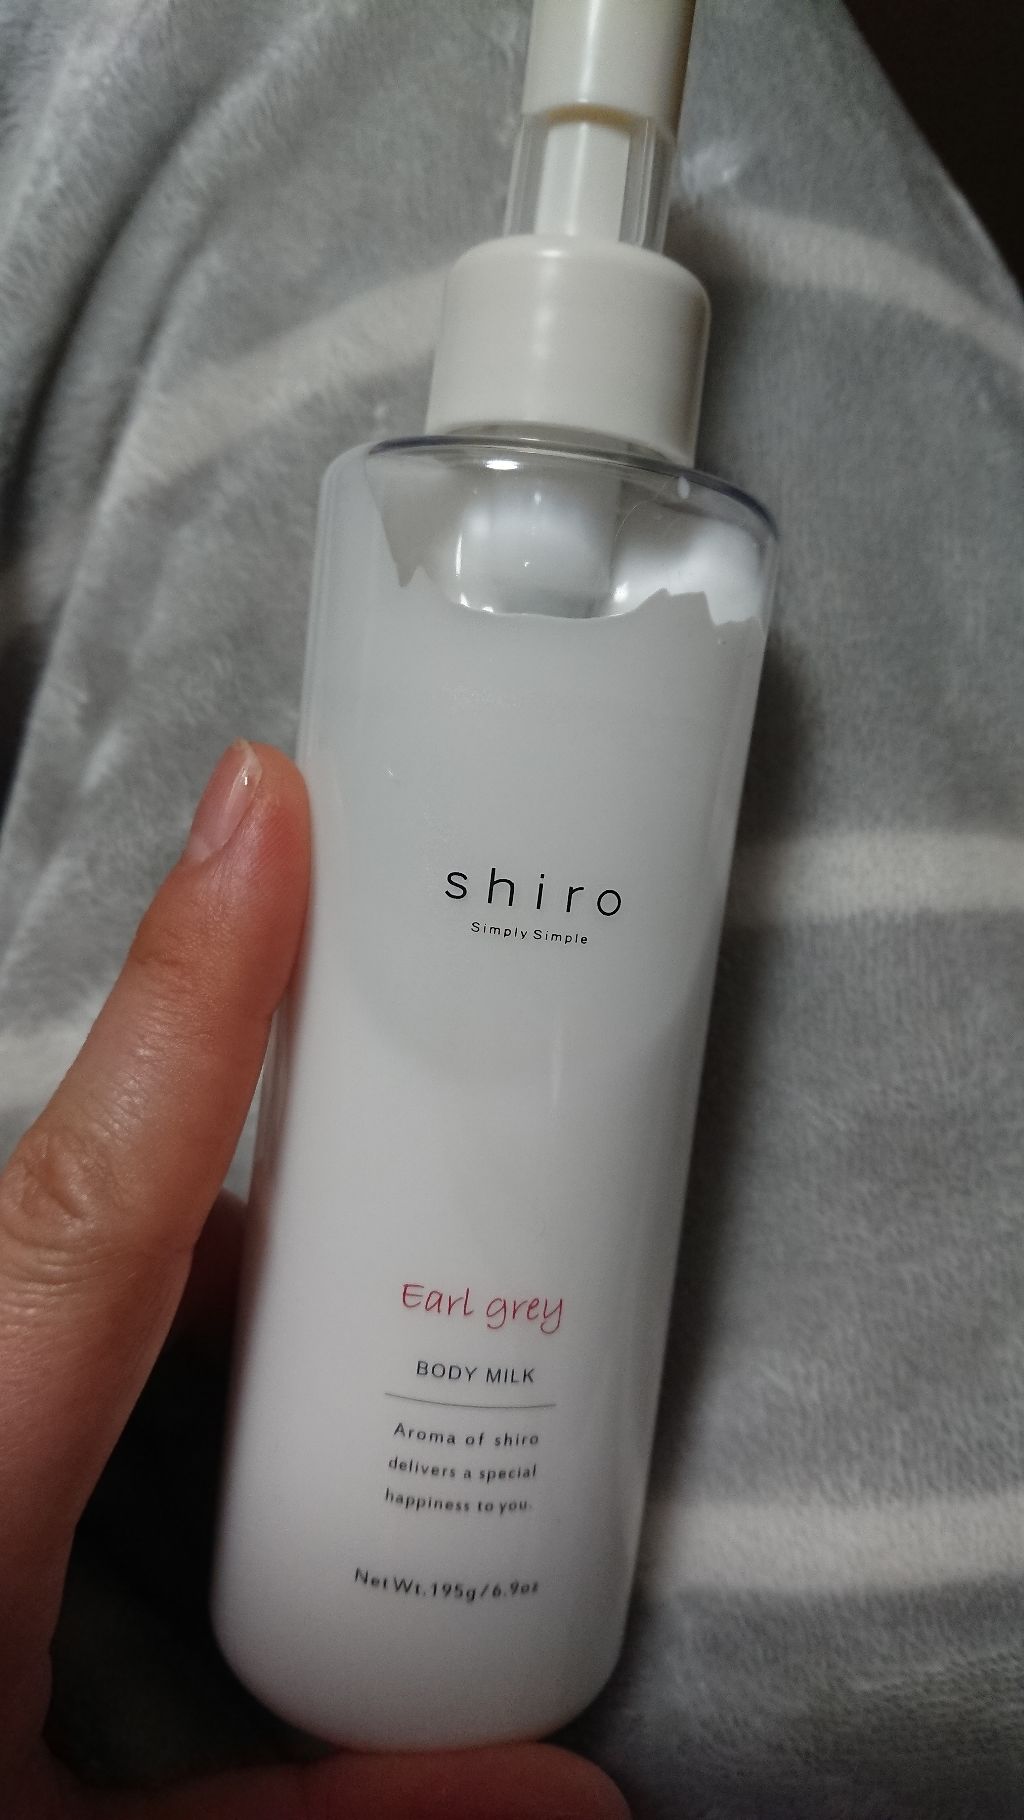 shiro
Simply Simple
Earl grey
BODY MILK
Aroma of shiro
delivers a special
happiness to you.
Net Wt.195g/6.9oz